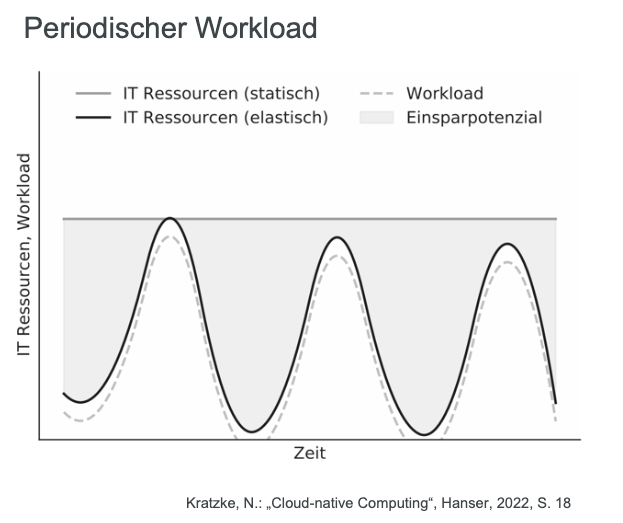 Periodischer Workload
IT Ressourcen (statisch)
IT Ressourcen (elastisch)
Workload
Einsparpotenzial
IT Ressourcen, Workload
Zeit
Kratzke, N.: „Cloud-native Computing“, Hanser, 2022, S. 18